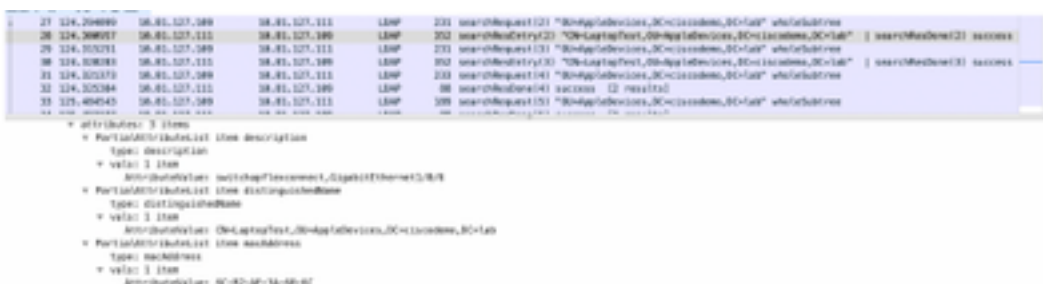 27 124.294099 10.81.127.109 10.81.127.111 LDAP 231 searchRequest(2) "OU=AppleDevices,DC=ciscodemo,DC=lab" wholeSubtree
28 10.81.127.111 10.81.127.109 LDAP 352 searchResEntry(2) "CN=LaptopTest,OU=AppleDevices,DC=ciscodemo,DC=lab" | searchResDone(2) success
29 10.81.127.109 10.81.127.111 LDAP 231 searchRequest(3) "OU=AppleDevices,DC=ciscodemo,DC=lab" wholeSubtree
30 10.81.127.111 10.81.127.109 LDAP 352 searchResEntry(3) "CN=LaptopTest,OU=AppleDevices,DC=ciscodemo,DC=lab" | searchResDone(3) success
31 124.321373 10.81.127.109 10.81.127.111 LDAP 233 searchRequest(4) "OU=AppleDevices,DC=ciscodemo,DC=lab" wholeSubtree
32 124.325384 10.81.127.111 10.81.127.109 LDAP 88 searchResDone(4) success [2 results]
33 125.404543 10.81.127.109 10.81.127.111 LDAP searchRequest(5) "OU=AppleDevices,DC=ciscodemo,DC=lab" wholeSubtree
attributes: 3 items
PartialAttributeList item description
type: description
vals: 1 item
AttributeValue: switchapflexconnect,GigabitEthernet1/0/6
PartialAttributeList item distinguishedName
type: distinguishedName
vals: 1 item
AttributeValue: CN=LaptopTest,OU=AppleDevices,DC=ciscodemo,DC=lab
PartialAttributeList item macAddress
type: macAddress
vals: 1 item
AttributeValue: